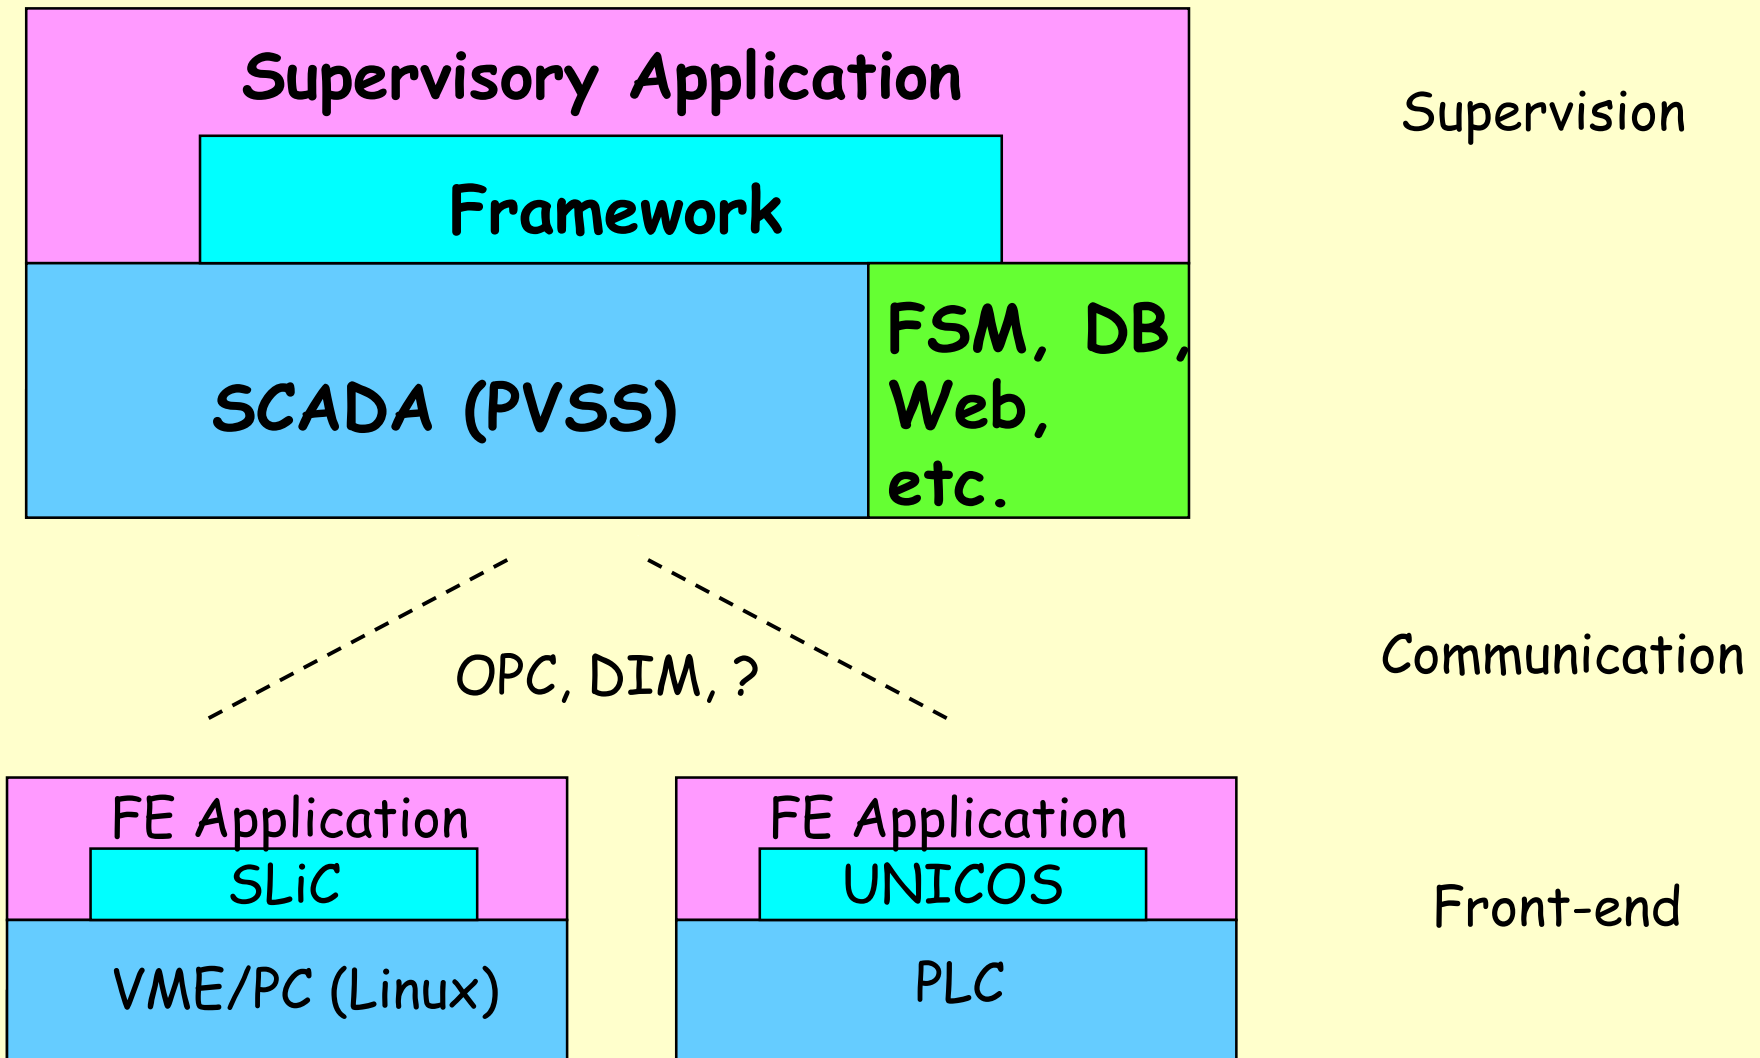 Supervisory Application
Supervision
Framework
SCADA (PVSS)
FSM, DB,
Web,
etc.
OPC, DIM, ?
Communication
FE Application
SLiC
VME/PC (Linux)
FE Application
UNICOS
PLC
Front-end